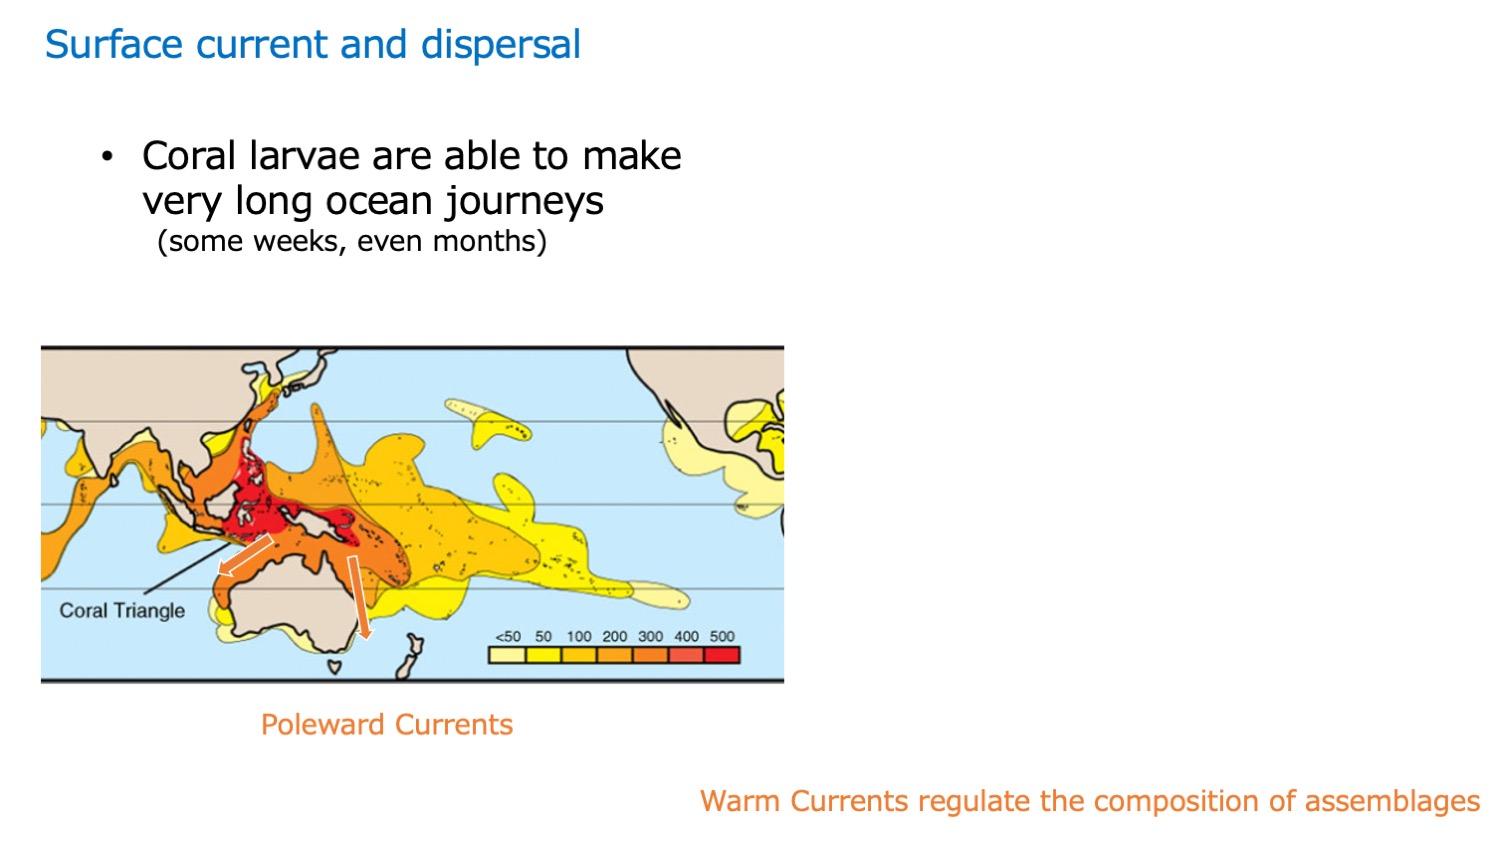 Surface current and dispersal
• Coral larvae are able to make
very long ocean journeys
(some weeks, even months)
Coral Triangle
<50 50 100 200 300 400 500
Poleward Currents
Warm Currents regulate the composition of assemblages